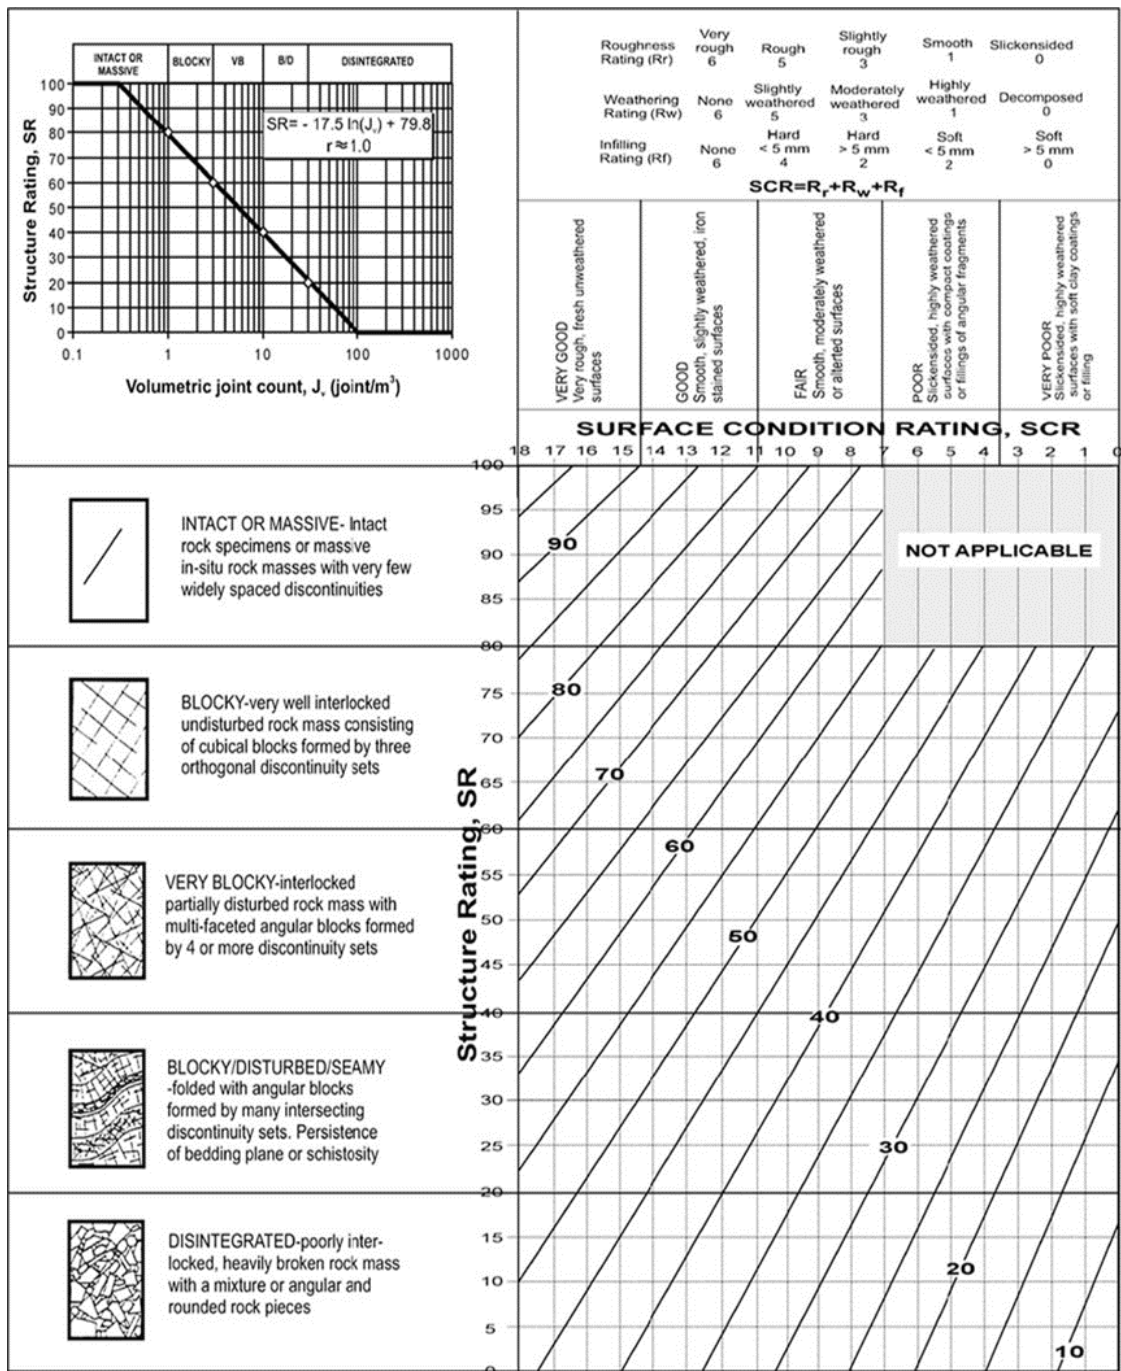 INTACT OR MASSIVE BLOCKY VB B/D DISINTEGRATED
100
90
80
70
60
50
40
30
20
10
0
Structure Rating, SR
SR= - 17.5 ln(Jv) + 79.8
r ≈ 1.0
0.1 1 10 100 1000
Volumetric joint count, Jv (joint/m³)
Roughness Rating (Rr) Very rough 6 Rough 5 Slightly rough 3 Smooth 1 Slickensided 0
Weathering Rating (Rw) None 6 Slightly weathered 5 Moderately weathered 3 Highly weathered 1 Decomposed 0
Infilling Rating (Rf) None 6 Hard < 5 mm 4 Hard > 5 mm 2 Soft < 5 mm 2 Soft > 5 mm 0
SCR=Rr+Rw+Rf
VERY GOOD
Very rough, fresh unweathered
surfaces
GOOD
Smooth, slightly weathered, iron
stained surfaces
FAIR
Smooth, moderately weathered
or alterted surfaces
POOR
Slickensided, highly weathered
surfaces with compact coatings
or fillings of angular fragments
VERY POOR
Slickensided, highly weathered
surfaces with soft clay coatings
or filling
SURFACE CONDITION RATING, SCR
18 17 16 15 14 13 12 11 10 9 8 7 6 5 4 3 2 1 0
INTACT OR MASSIVE- Intact
rock specimens or massive
in-situ rock masses with very few
widely spaced discontinuities
BLOCKY-very well interlocked
undisturbed rock mass consisting
of cubical blocks formed by three
orthogonal discontinuity sets
VERY BLOCKY-interlocked
partially disturbed rock mass with
multi-faceted angular blocks formed
by 4 or more discontinuity sets
BLOCKY/DISTURBED/SEAMY
-folded with angular blocks
formed by many intersecting
discontinuity sets. Persistence
of bedding plane or schistosity
DISINTEGRATED-poorly inter-
locked, heavily broken rock mass
with a mixture or angular and
rounded rock pieces
Structure Rating, SR
100
95
90
85
80
75
70
65
60
55
50
45
40
35
30
25
20
15
10
5
0
NOT APPLICABLE
90
80
70
60
50
40
30
20
10